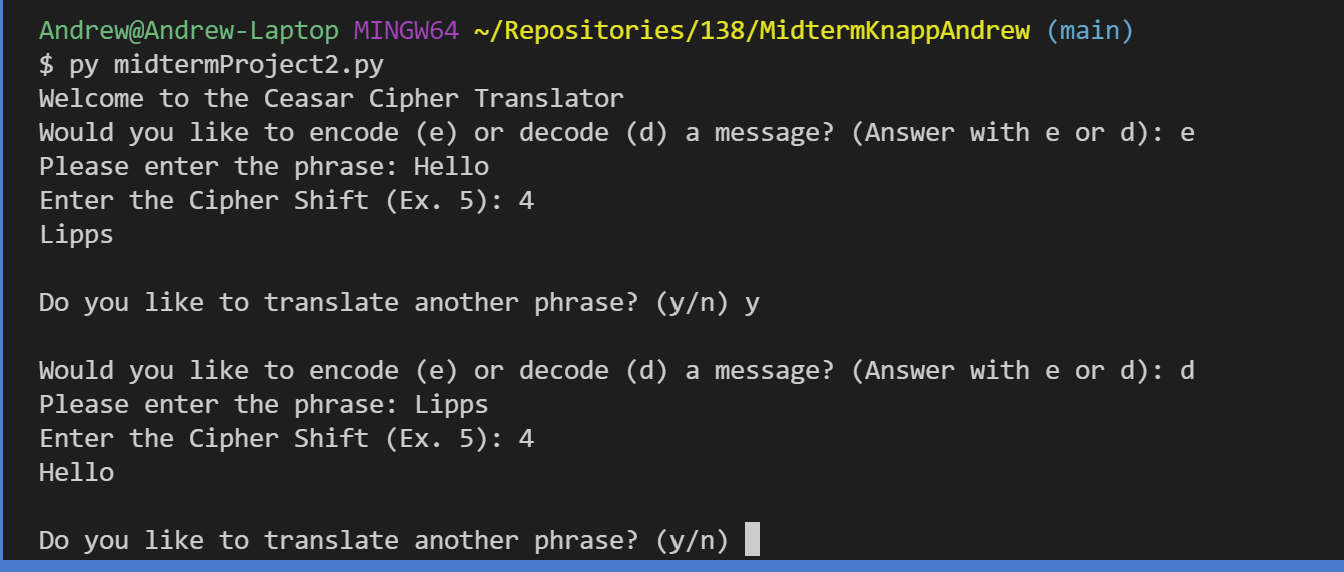 Andrew@Andrew-Laptop MINGW64 ~/Repositories/138/MidtermKnappAndrew (main)
$ py midtermProject2.py
Welcome to the Ceasar Cipher Translator
Would you like to encode (e) or decode (d) a message? (Answer with e or d): e
Please enter the phrase: Hello
Enter the Cipher Shift (Ex. 5): 4
Lipps
Do you like to translate another phrase? (y/n) y
Would you like to encode (e) or decode (d) a message? (Answer with e or d): d
Please enter the phrase: Lipps
Enter the Cipher Shift (Ex. 5): 4
Hello
Do you like to translate another phrase? (y/n)